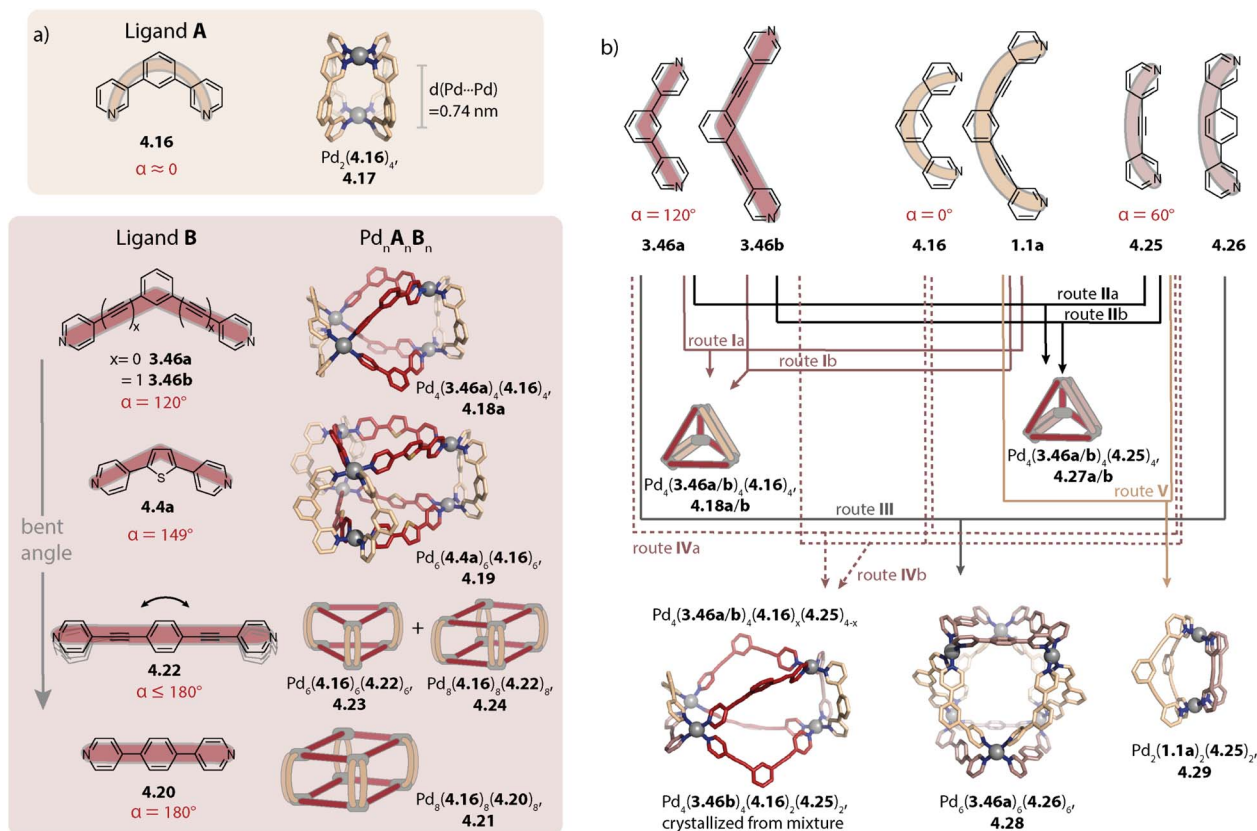 a)
Ligand A
4.16
α ≈ 0
N
N
d(Pd···Pd)
=0.74 nm
Pd2(4.16)4,
4.17
Ligand B
PdnAnBn
N
( )x
( )x
N
x= 0 3.46a
= 1 3.46b
α = 120°
Pd4(3.46a)4(4.16)4,
4.18a
N
S
N
4.4a
α = 149°
Pd6(4.4a)6(4.16)6,
4.19
bent
angle
N
N
4.22
α ≤ 180°
+
Pd6(4.16)6(4.22)6,
4.23
Pd8(4.16)8(4.22)8,
4.24
N
N
4.20
α = 180°
Pd8(4.16)8(4.20)8,
4.21
b)
N
N
N
N
N
N
N
N
N
N
N
N
α = 120°
α = 0°
α = 60°
3.46a
3.46b
4.16
1.1a
4.25
4.26
route IIa
route IIb
route Ia
route Ib
Pd4(3.46a/b)4(4.16)4,
4.18a/b
Pd4(3.46a/b)4(4.25)4,
4.27a/b
route V
route III
route IVa
route IVb
Pd4(3.46a/b)4(4.16)x(4.25)4-x
Pd4(3.46b)4(4.16)2(4.25)2,
crystallized from mixture
Pd6(3.46a)6(4.26)6,
4.28
Pd2(1.1a)2(4.25)2,
4.29